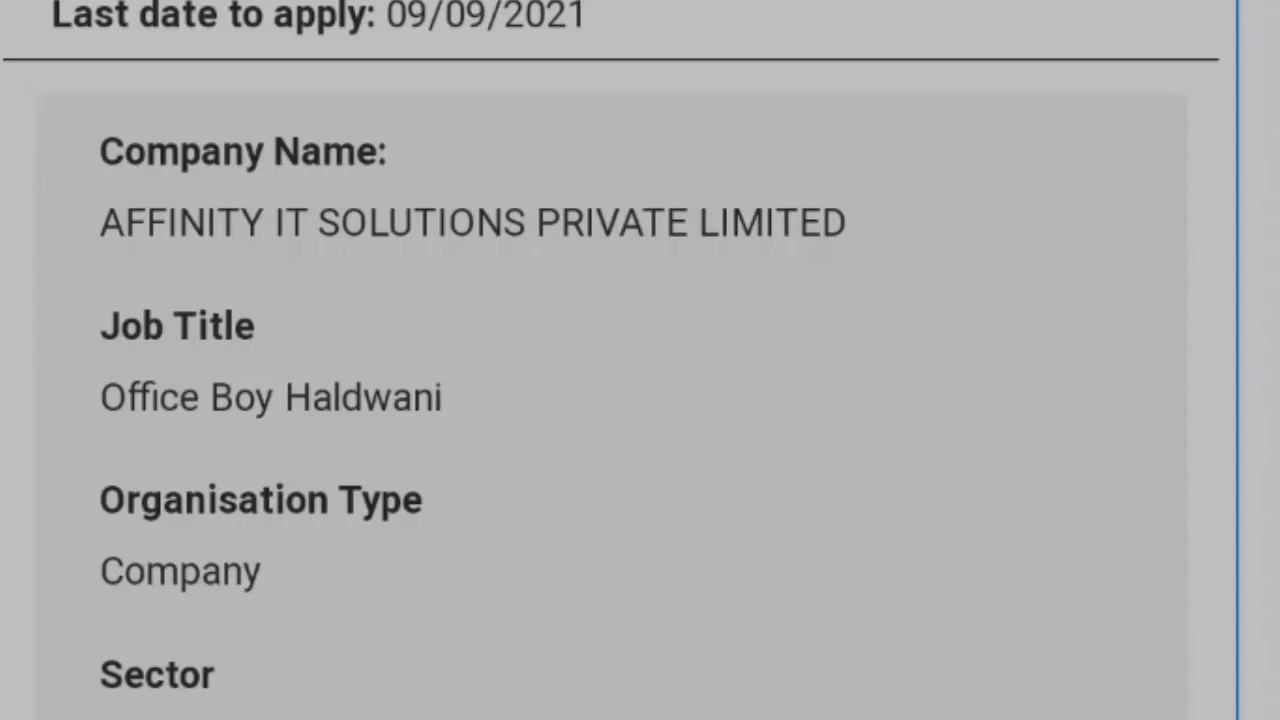 Last date to apply: 09/09/2021
Company Name:
AFFINITY IT SOLUTIONS PRIVATE LIMITED
Job Title
Office Boy Haldwani
Organisation Type
Company
Sector